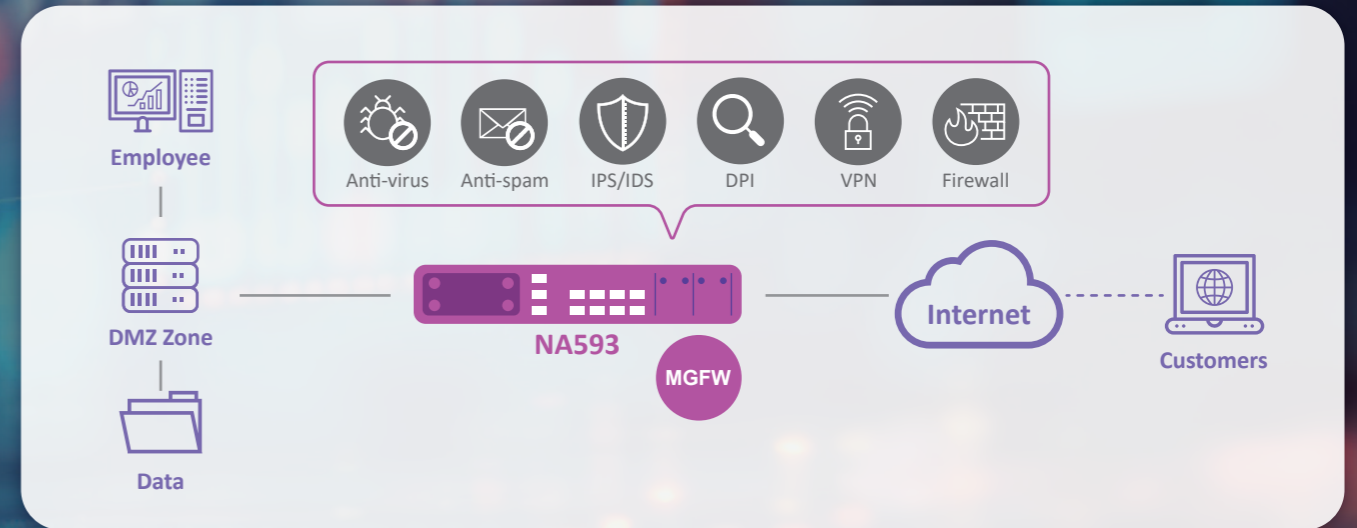 Employee
Anti-virus
Anti-spam
IPS/IDS
DPI
VPN
Firewall
DMZ Zone
NA593
MGFW
Internet
Customers
Data